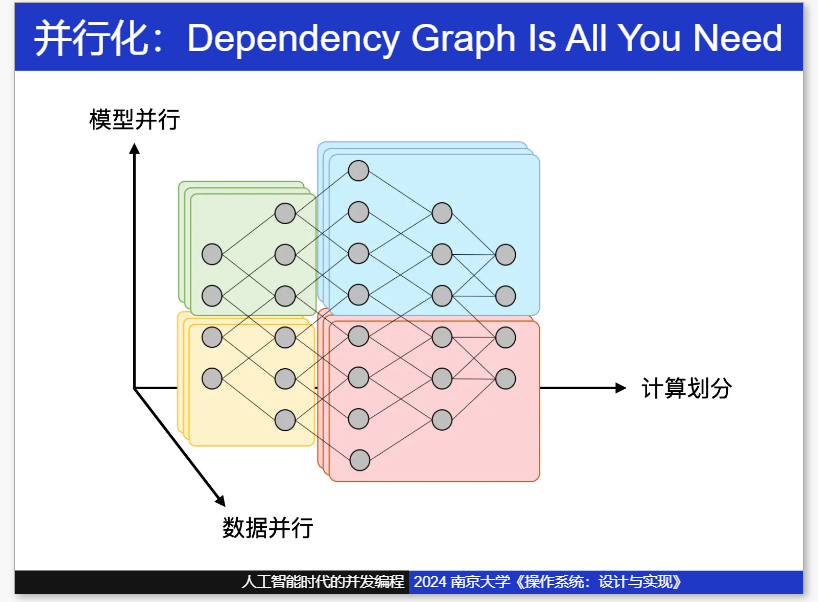 并行化：Dependency Graph Is All You Need
模型并行
计算划分
数据并行
人工智能时代的并发编程 2024 南京大学《操作系统：设计与实现》